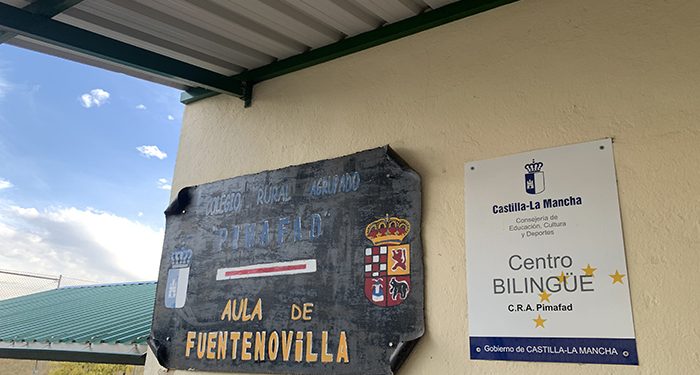 COLEGIO RURAL AGRUPADO
"PIMAFAD"
AULA DE
FUENTENOViLLA
Castilla-La Mancha
Consejería de
Educación, Cultura
y Deportes
Centro
BILINGÜE
C.R.A. Pimafad
Gobierno de CASTILLA-LA MANCHA